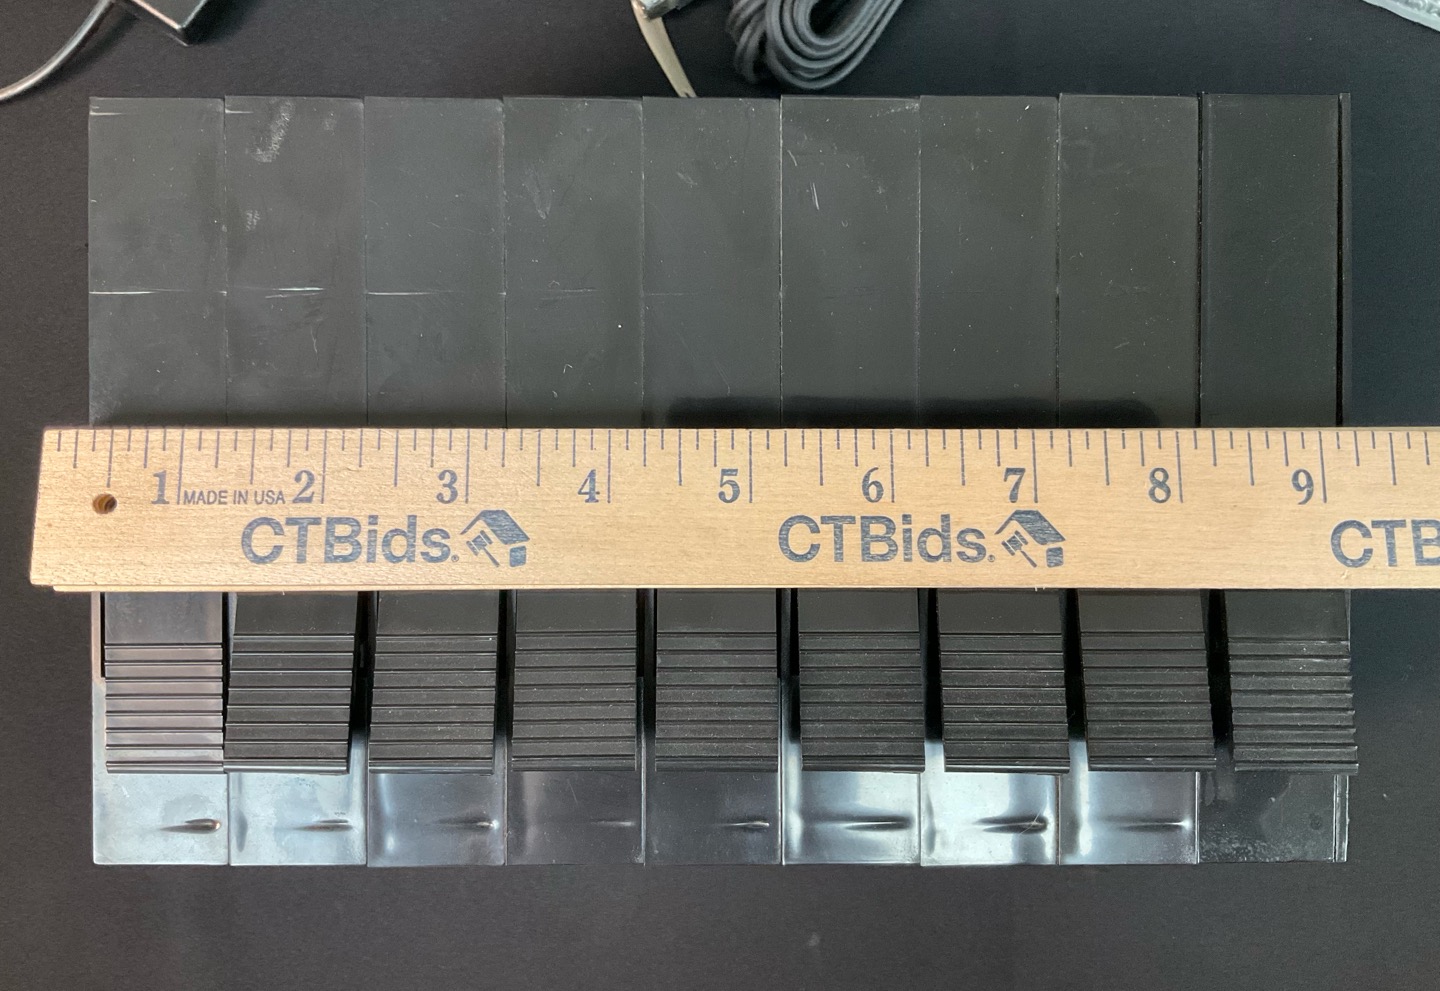 1 2 3 4 5 6 7 8 9
MADE IN USA
CTBids. CTBids. CTB